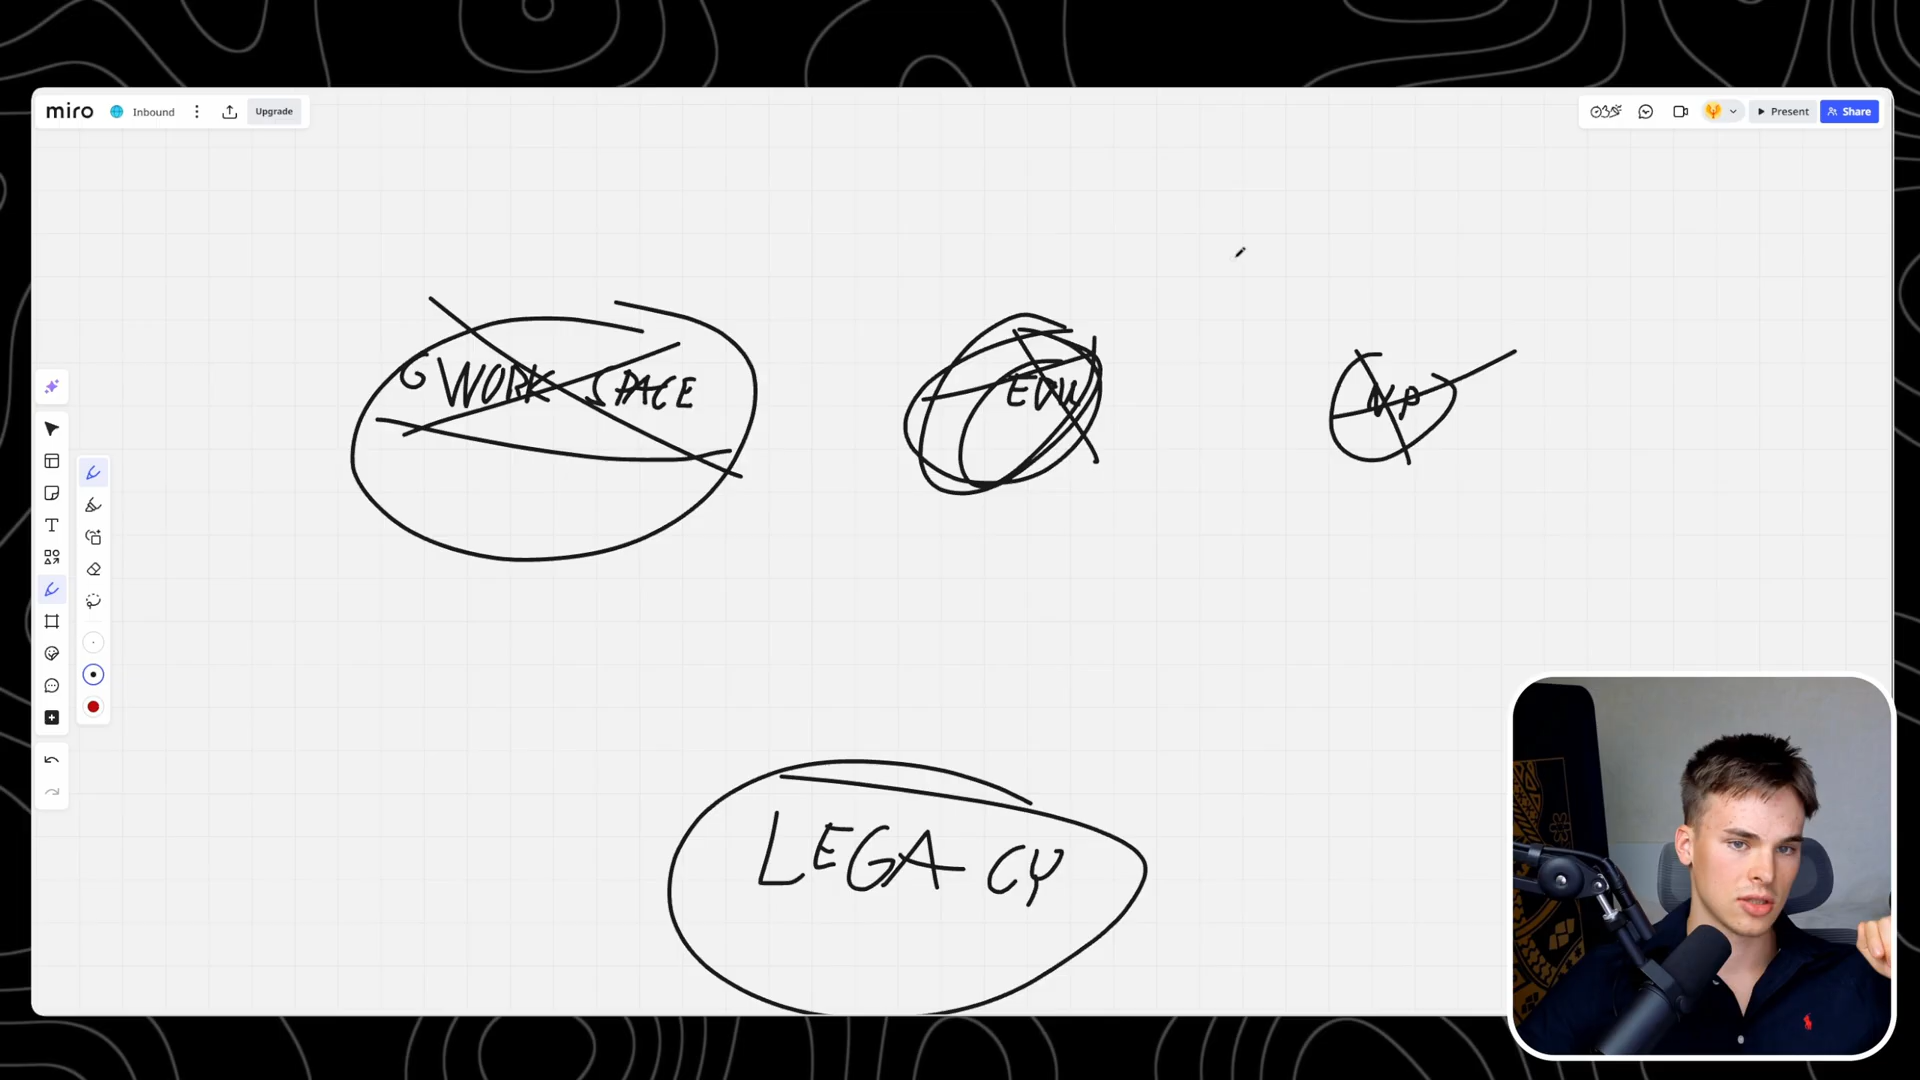 miro
Inbound
Upgrade
Present
Share
G WORK SPACE
EDU
NP
LEGACY